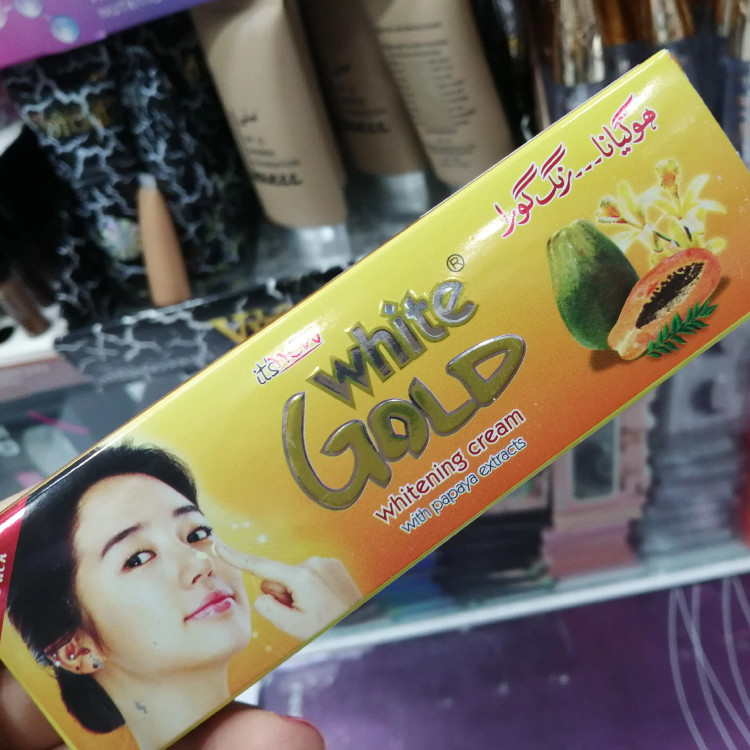 ہوگیانا...رنگ گورا
it's new
white®
GOLD
whitening cream
with papaya extracts